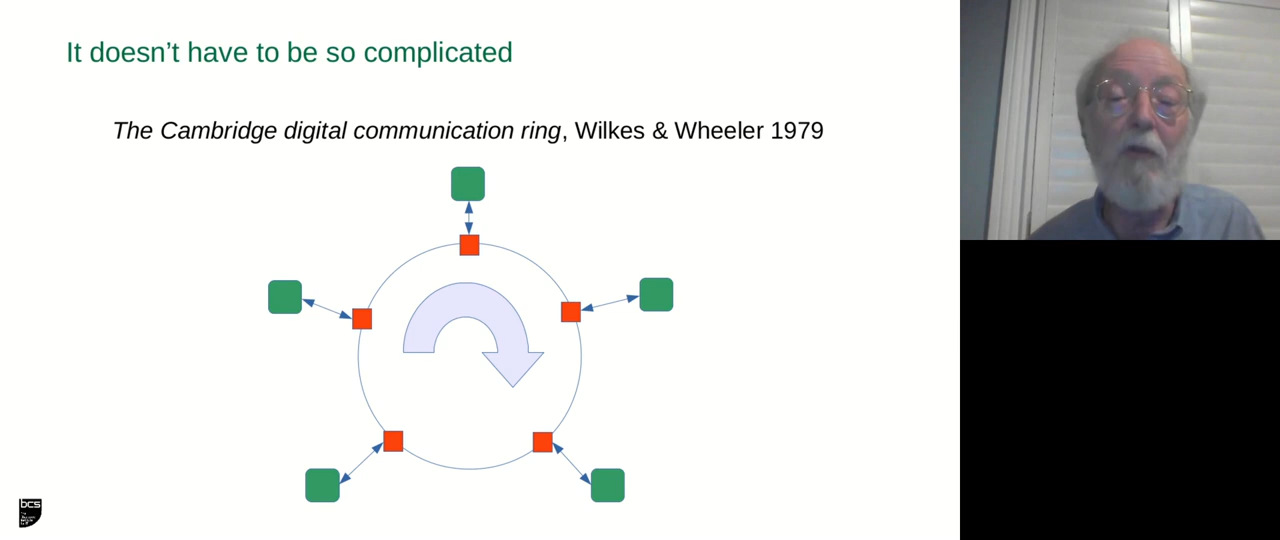 It doesn't have to be so complicated
The Cambridge digital communication ring, Wilkes & Wheeler 1979
bcs